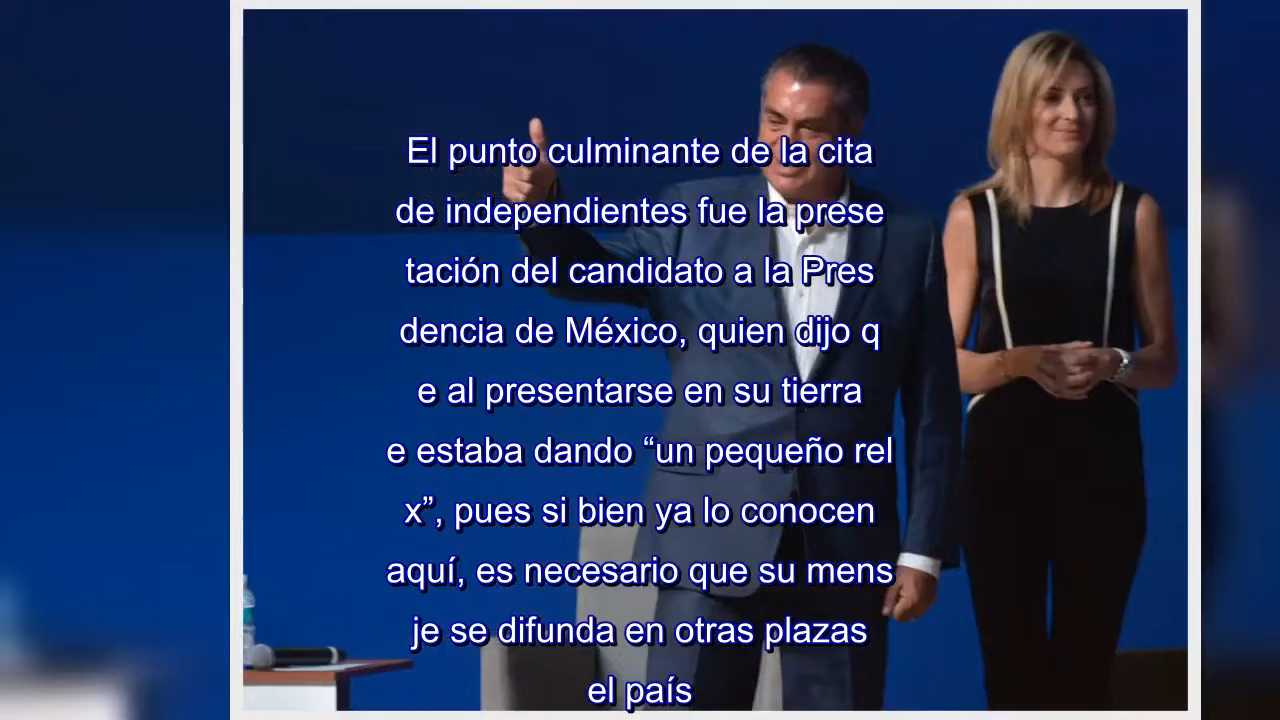 El punto culminante de la cita
de independientes fue la prese
tación del candidato a la Pres
dencia de México, quien dijo q
e al presentarse en su tierra
e estaba dando “un pequeño rel
x”, pues si bien ya lo conocen
aquí, es necesario que su mens
je se difunda en otras plazas
el país